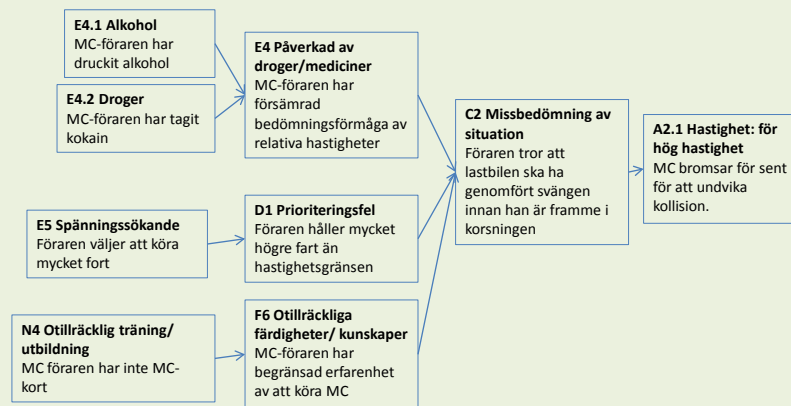 E4.1 Alkohol
MC-föraren har
druckit alkohol
E4.2 Droger
MC-föraren har tagit
kokain
E5 Spänningssökande
Föraren väljer att köra
mycket fort
N4 Otillräcklig träning/
utbildning
MC föraren har inte MC-
kort
E4 Påverkad av
droger/mediciner
MC-föraren har
försämrad
bedömningsförmåga av
relativa hastigheter
D1 Prioriteringsfel
Föraren håller mycket
högre fart än
hastighetsgränsen
F6 Otillräckliga
färdigheter/ kunskaper
MC-föraren har
begränsad erfarenhet
av att köra MC
C2 Missbedömning av
situation
Föraren tror att
lastbilen ska ha
genomfört svängen
innan han är framme i
korsningen
A2.1 Hastighet: för
hög hastighet
MC bromsar för sent
för att undvika
kollision.